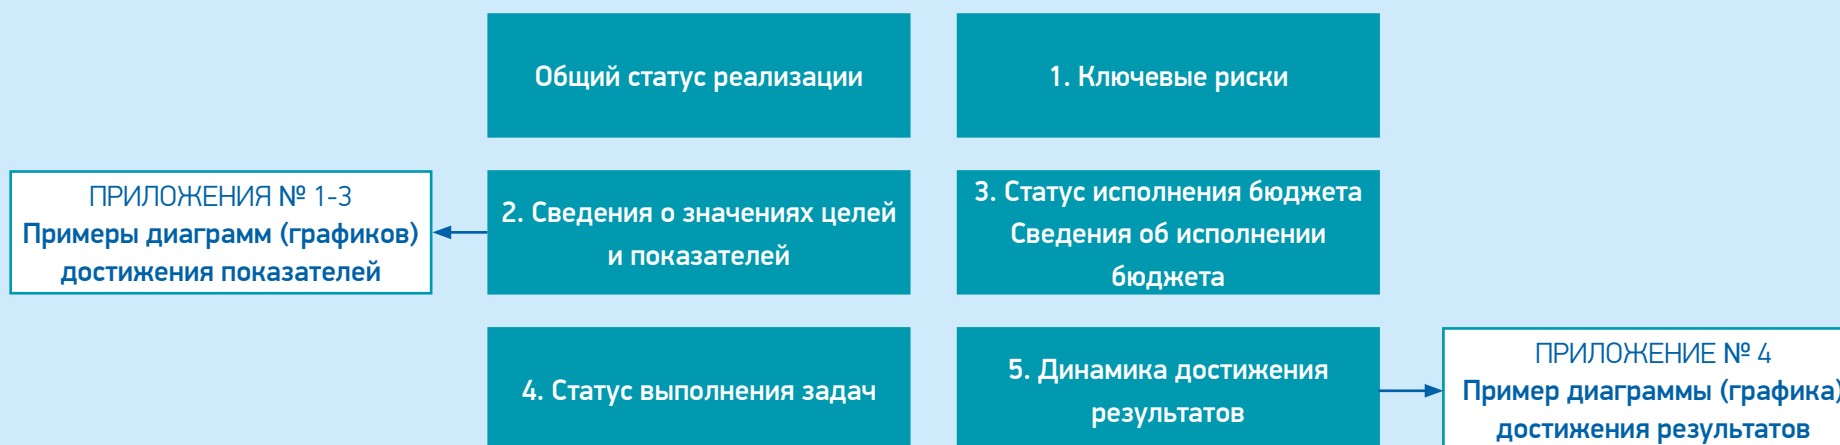 Общий статус реализации
1. Ключевые риски
ПРИЛОЖЕНИЯ № 1-3
Примеры диаграмм (графиков)
достижения показателей
2. Сведения о значениях целей
и показателей
3. Статус исполнения бюджета
Сведения об исполнении
бюджета
4. Статус выполнения задач
5. Динамика достижения
результатов
ПРИЛОЖЕНИЕ № 4
Пример диаграммы (графика)
достижения результатов